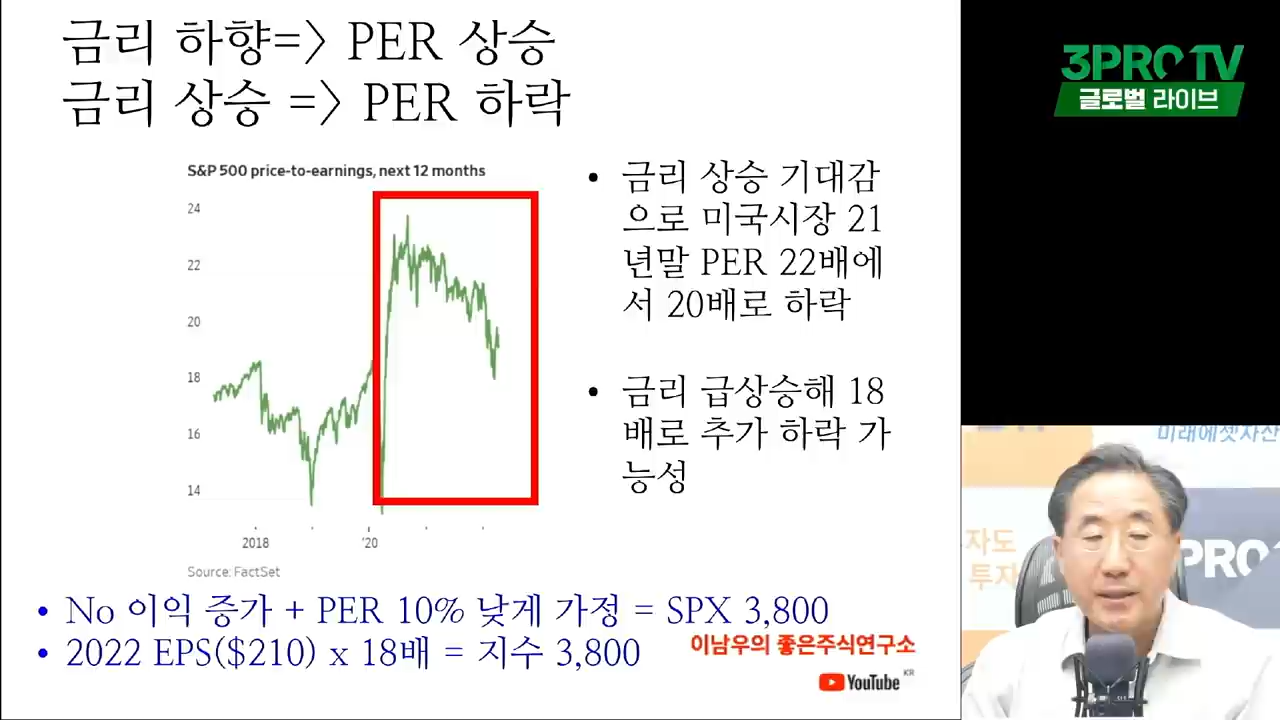 금리 하향=> PER 상승
금리 상승 => PER 하락
3PROTV
글로벌 라이브
S&P 500 price-to-earnings, next 12 months
24
22
20
18
16
14
2018
'20
Source: FactSet
• 금리 상승 기대감
으로 미국시장 21
년말 PER 22배에
서 20배로 하락
• 금리 급상승해 18
배로 추가 하락 가
능성
• No 이익 증가 + PER 10% 낮게 가정 = SPX 3,800
• 2022 EPS($210) x 18배 = 지수 3,800
이남우의 좋은주식연구소
YouTube KR
미래에셋자산
자도
투자
PRO